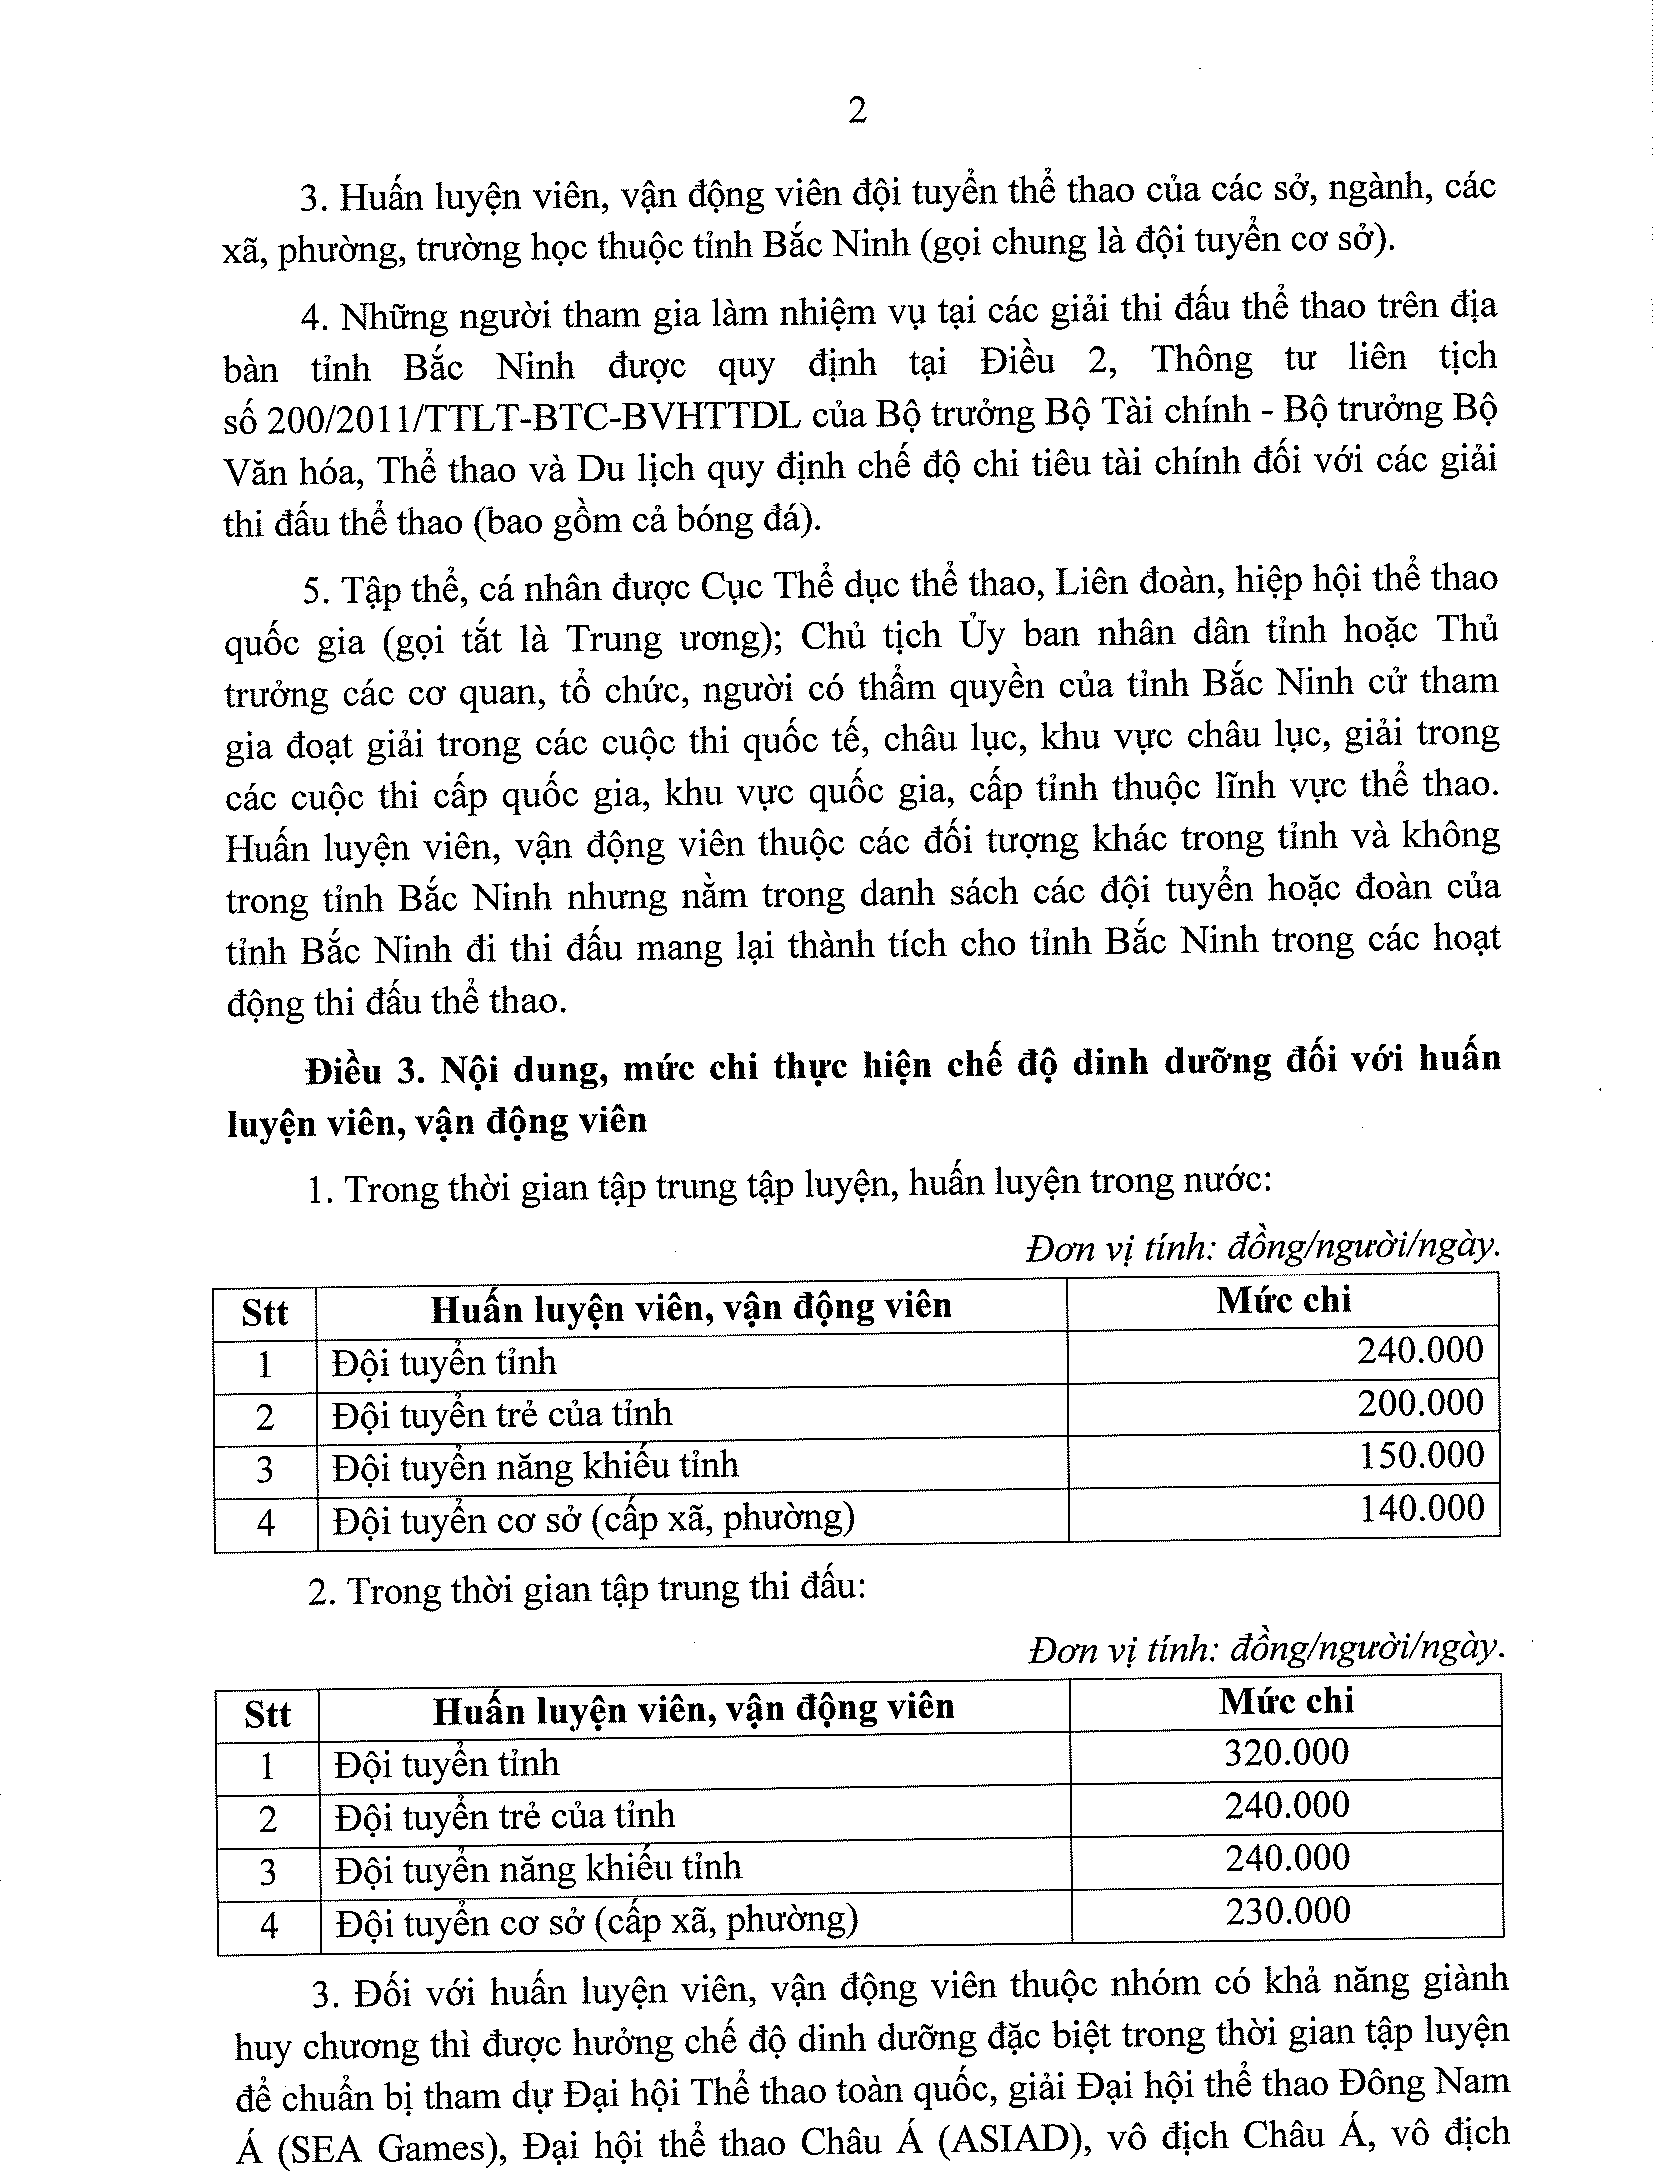 2
3. Huấn luyện viên, vận động viên đội tuyển thể thao của các sở, ngành, các
xã, phường, trường học thuộc tỉnh Bắc Ninh (gọi chung là đội tuyển cơ sở).
4. Những người tham gia làm nhiệm vụ tại các giải thi đấu thể thao trên địa
bàn tỉnh Bắc Ninh được quy định tại Điều 2, Thông tư liên tịch
số 200/2011/TTLT-BTC-BVHTTDL của Bộ trưởng Bộ Tài chính - Bộ trưởng Bộ
Văn hóa, Thể thao và Du lịch quy định chế độ chi tiêu tài chính đối với các giải
thi đấu thể thao (bao gồm cả bóng đá).
5. Tập thể, cá nhân được Cục Thể dục thể thao, Liên đoàn, hiệp hội thể thao
quốc gia (gọi tắt là Trung ương); Chủ tịch Ủy ban nhân dân tỉnh hoặc Thủ
trưởng các cơ quan, tổ chức, người có thẩm quyền của tỉnh Bắc Ninh cử tham
gia đoạt giải trong các cuộc thi quốc tế, châu lục, khu vực châu lục, giải trong
các cuộc thi cấp quốc gia, khu vực quốc gia, cấp tỉnh thuộc lĩnh vực thể thao.
Huấn luyện viên, vận động viên thuộc các đối tượng khác trong tỉnh và không
trong tỉnh Bắc Ninh nhưng nằm trong danh sách các đội tuyển hoặc đoàn của
tỉnh Bắc Ninh đi thi đấu mang lại thành tích cho tỉnh Bắc Ninh trong các hoạt
động thi đấu thể thao.
Điều 3. Nội dung, mức chi thực hiện chế độ dinh dưỡng đối với huấn
luyện viên, vận động viên
1. Trong thời gian tập trung tập luyện, huấn luyện trong nước:
Đơn vị tính: đồng/người/ngày.
Stt Huấn luyện viên, vận động viên Mức chi
1 Đội tuyển tỉnh 240.000
2 Đội tuyển trẻ của tỉnh 200.000
3 Đội tuyển năng khiếu tỉnh 150.000
4 Đội tuyển cơ sở (cấp xã, phường) 140.000
2. Trong thời gian tập trung thi đấu:
Đơn vị tính: đồng/người/ngày.
Stt Huấn luyện viên, vận động viên Mức chi
1 Đội tuyển tỉnh 320.000
2 Đội tuyển trẻ của tỉnh 240.000
3 Đội tuyển năng khiếu tỉnh 240.000
4 Đội tuyển cơ sở (cấp xã, phường) 230.000
3. Đối với huấn luyện viên, vận động viên thuộc nhóm có khả năng giành
huy chương thì được hưởng chế độ dinh dưỡng đặc biệt trong thời gian tập luyện
để chuẩn bị tham dự Đại hội Thể thao toàn quốc, giải Đại hội thể thao Đông Nam
Á (SEA Games), Đại hội thể thao Châu Á (ASIAD), vô địch Châu Á, vô địch